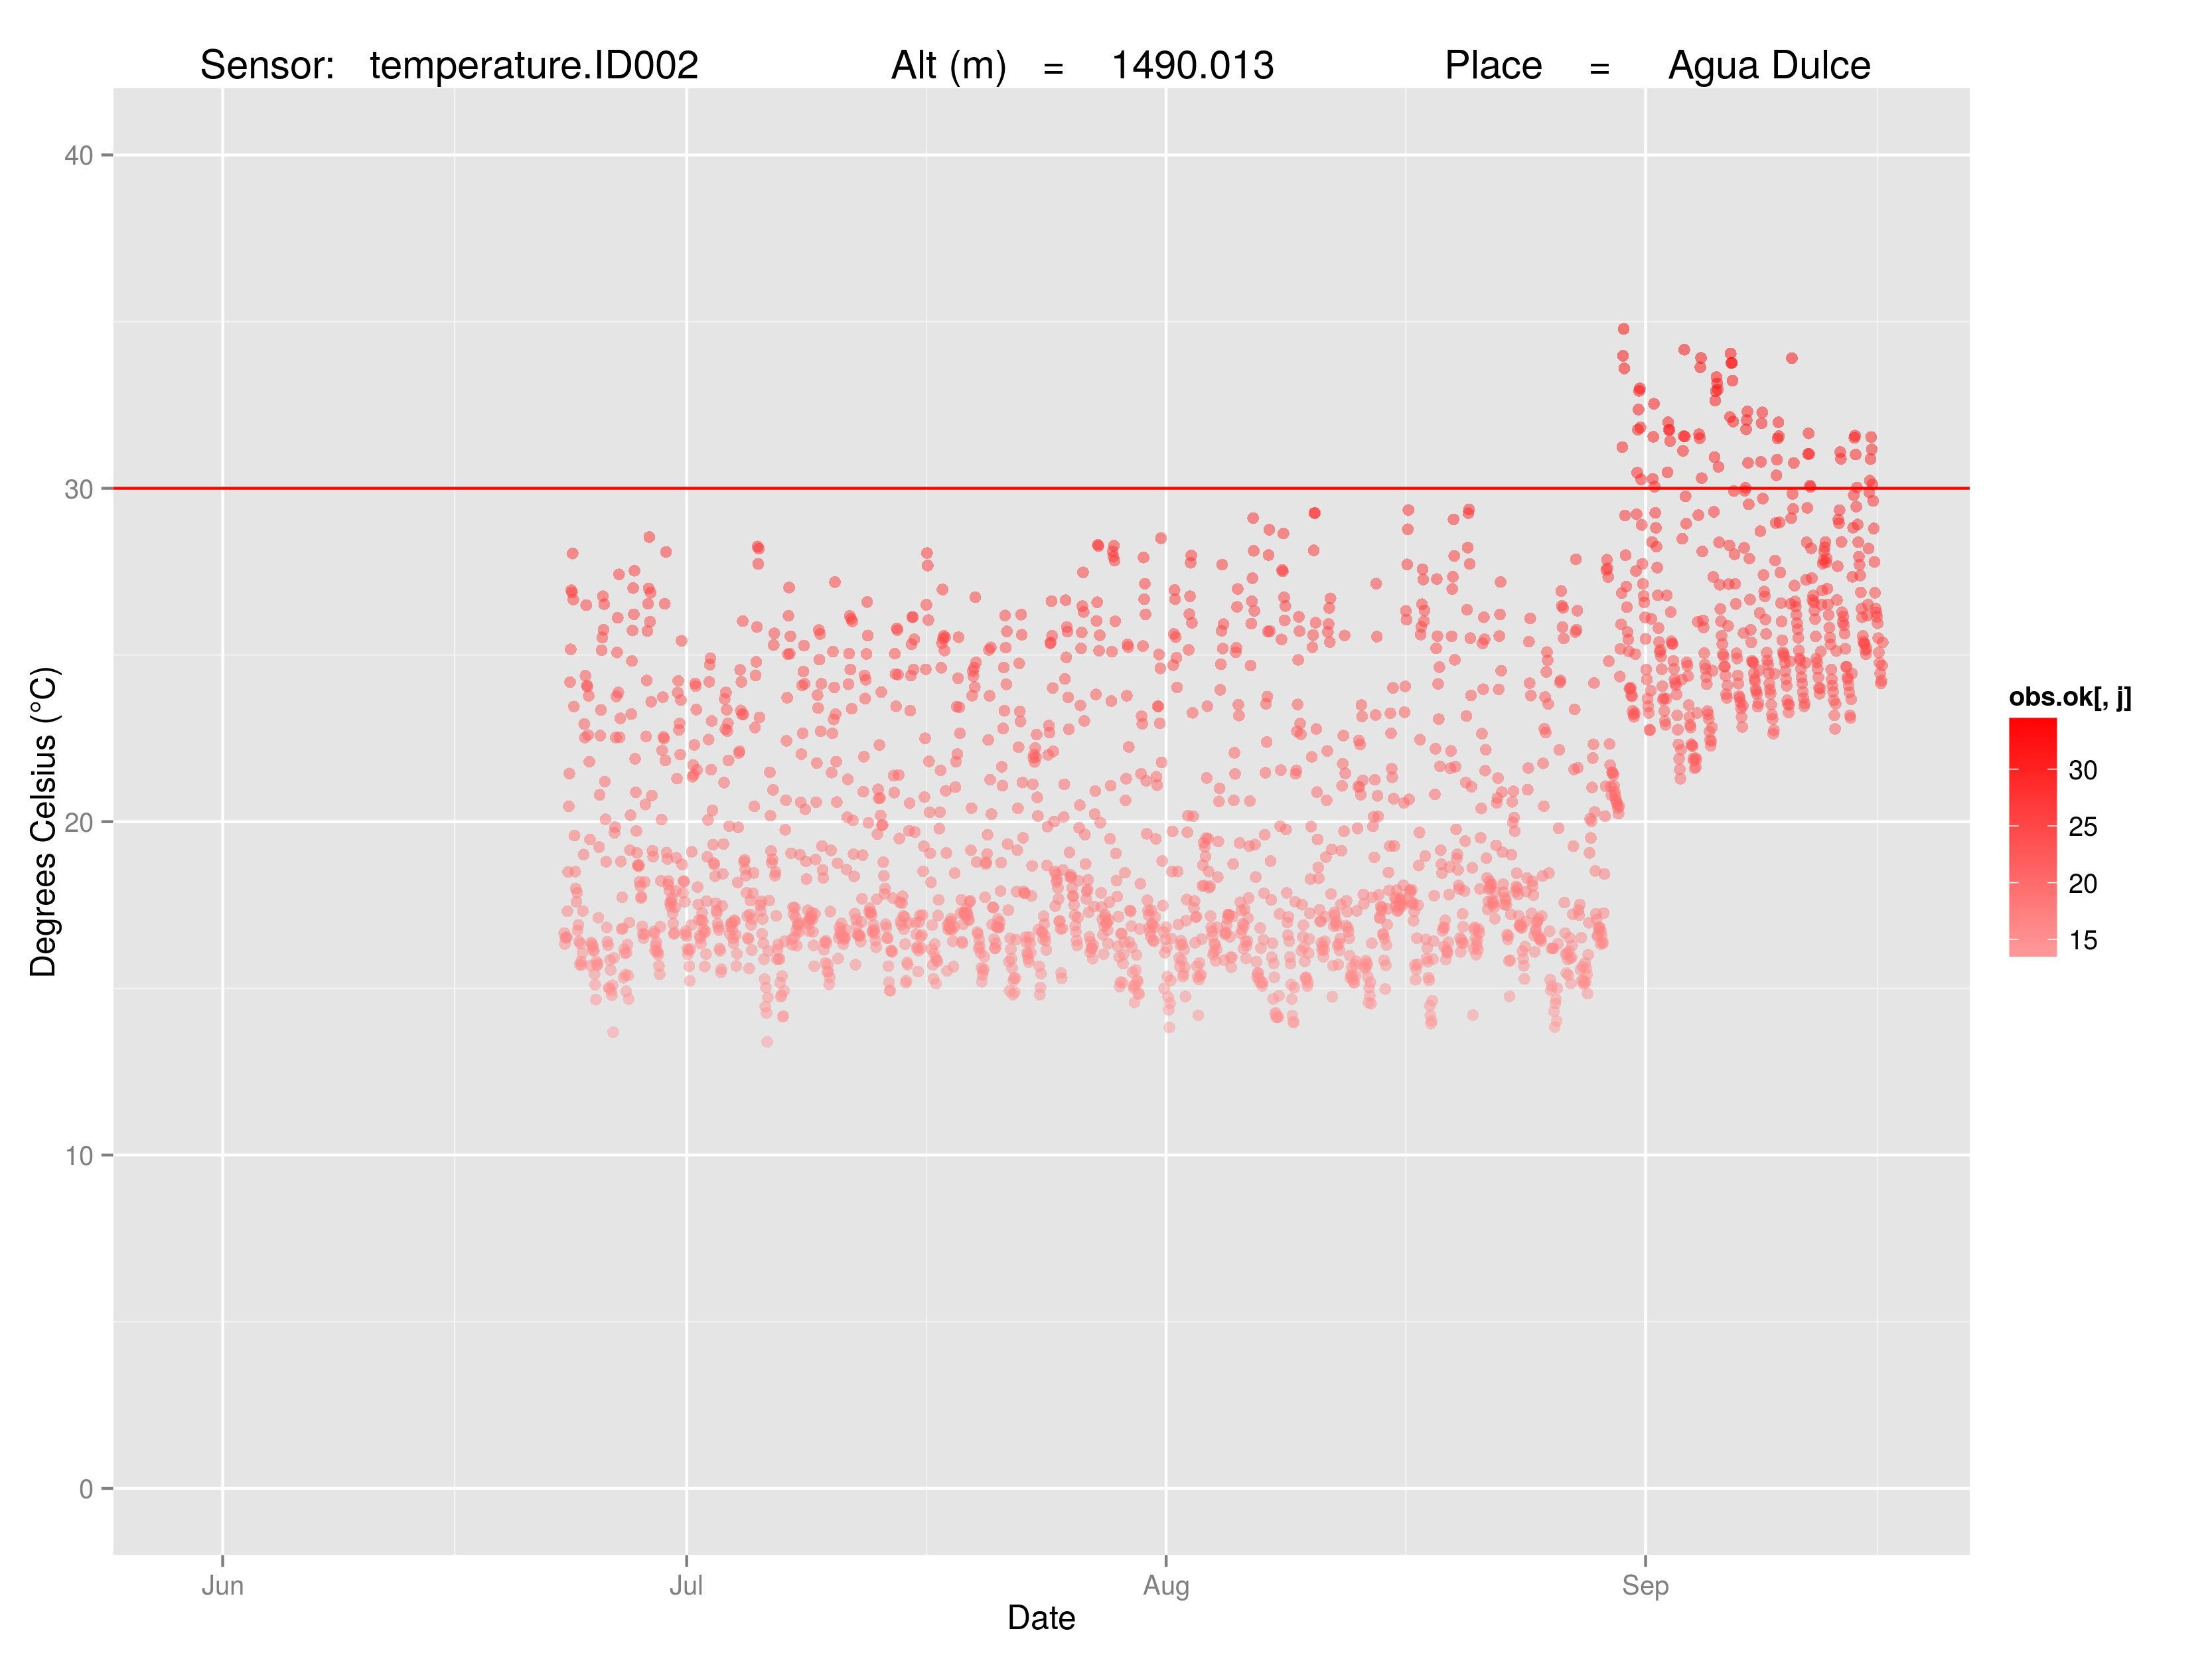 Sensor: temperature.ID002 Alt (m) = 1490.013 Place = Agua Dulce
40
30
20
10
0
Degrees Celsius (°C)
Jun Jul Aug Sep
Date
obs.ok[, j]
30
25
20
15